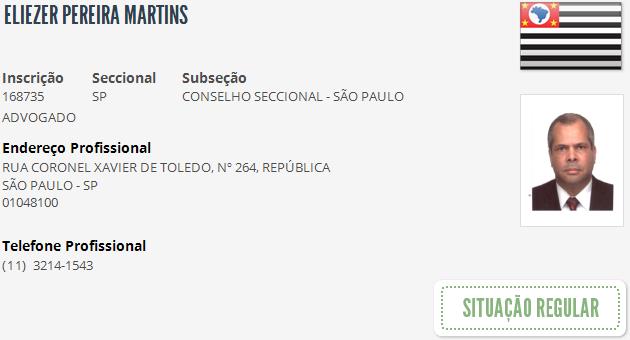 ELIEZER PEREIRA MARTINS
Inscrição Seccional Subseção
168735 SP CONSELHO SECCIONAL - SÃO PAULO
ADVOGADO
Endereço Profissional
RUA CORONEL XAVIER DE TOLEDO, Nº 264, REPÚBLICA
SÃO PAULO - SP
01048100
Telefone Profissional
(11) 3214-1543
SITUAÇÃO REGULAR